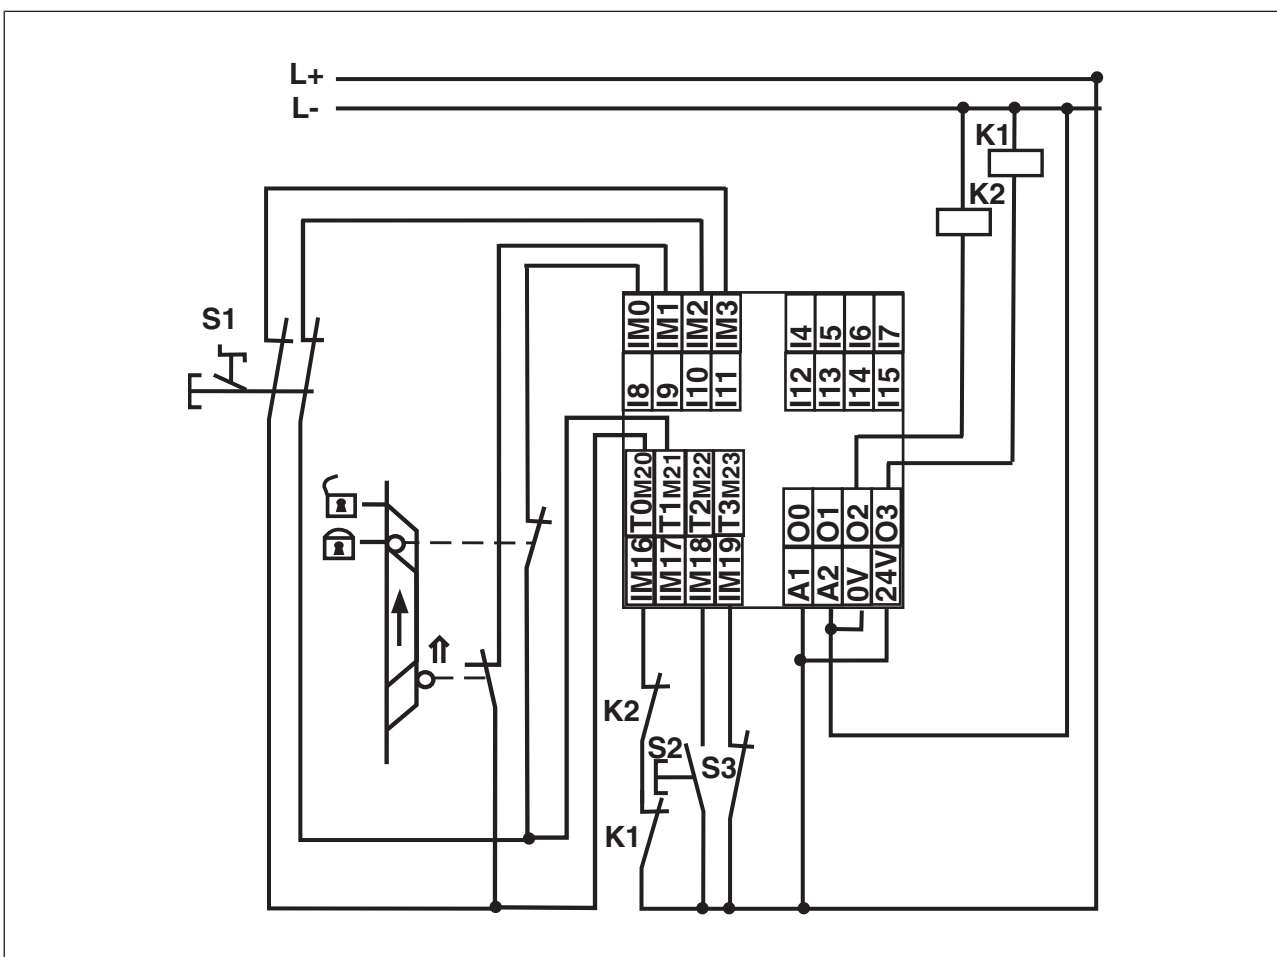 L+
L-
K1
K2
S1
IM0 IM1 IM2 IM3
I4 I5 I6 I7
I8 I9 I10 I11
I12 I13 I14 I15
T0M20 T1M21 T2M22 T3M23
O0 O1 O2 O3
IM16 IM17 IM18 IM19
A1 A2 0V 24V
K2
S2
S3
K1